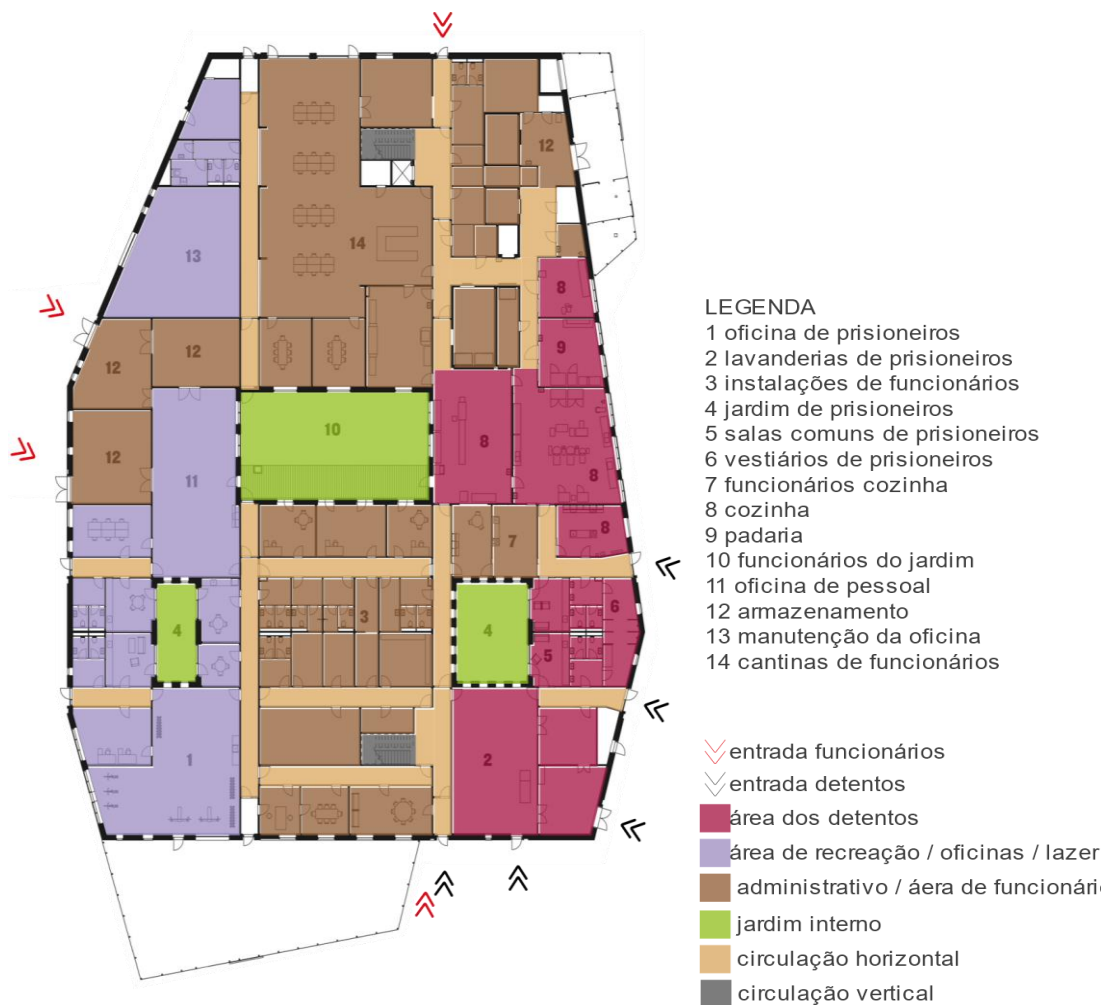 12
14
13
8
9
12
12
10
8
12
11
8
8
7
3
6
4
4
5
1
2
LEGENDA
1 oficina de prisioneiros
2 lavanderias de prisioneiros
3 instalações de funcionários
4 jardim de prisioneiros
5 salas comuns de prisioneiros
6 vestiários de prisioneiros
7 funcionários cozinha
8 cozinha
9 padaria
10 funcionários do jardim
11 oficina de pessoal
12 armazenamento
13 manutenção da oficina
14 cantinas de funcionários
entrada funcionários
entrada detentos
área dos detentos
área de recreação / oficinas / lazer
administrativo / áera de funcionári
jardim interno
circulação horizontal
circulação vertical